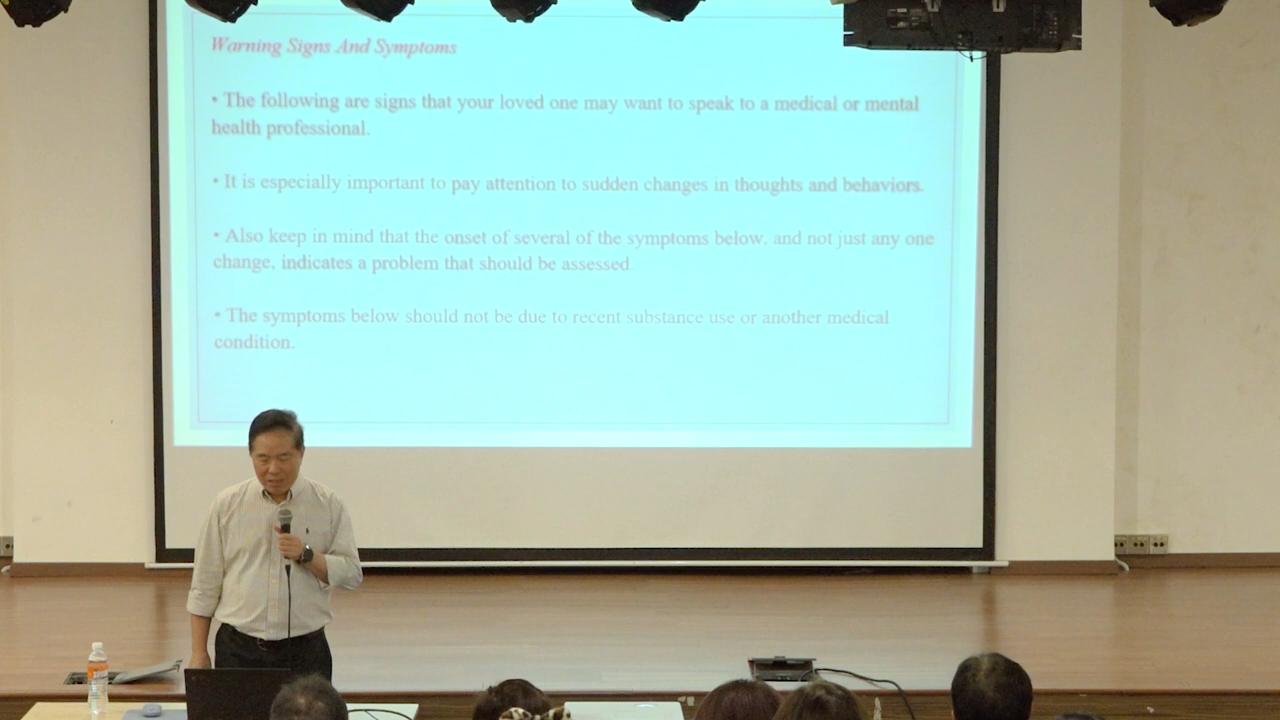 Warning Signs And Symptoms
• The following are signs that your loved one may want to speak to a medical or mental
health professional.
• It is especially important to pay attention to sudden changes in thoughts and behaviors.
• Also keep in mind that the onset of several of the symptoms below, and not just any one
change, indicates a problem that should be assessed.
• The symptoms below should not be due to recent substance use or another medical
condition.